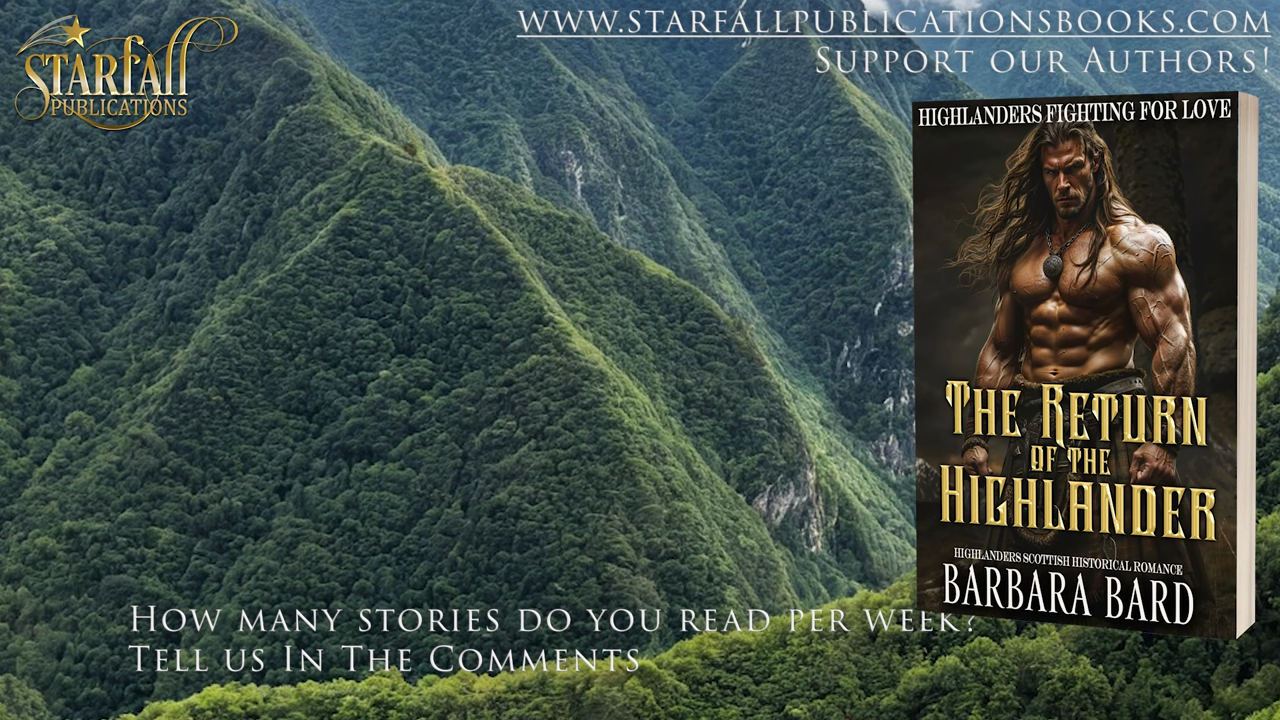 STARfall
PUBLICATIONS
WWW.STARFALLPUBLICATIONSBOOKS.COM
SUPPORT OUR AUTHORS!
HIGHLANDERS FIGHTING FOR LOVE
THE RETURN
OF THE
HIGHLANDER
HIGHLANDERS SCOTTISH HISTORICAL ROMANCE
BARBARA BARD
HOW MANY STORIES DO YOU READ PER WEEK?
TELL US IN THE COMMENTS